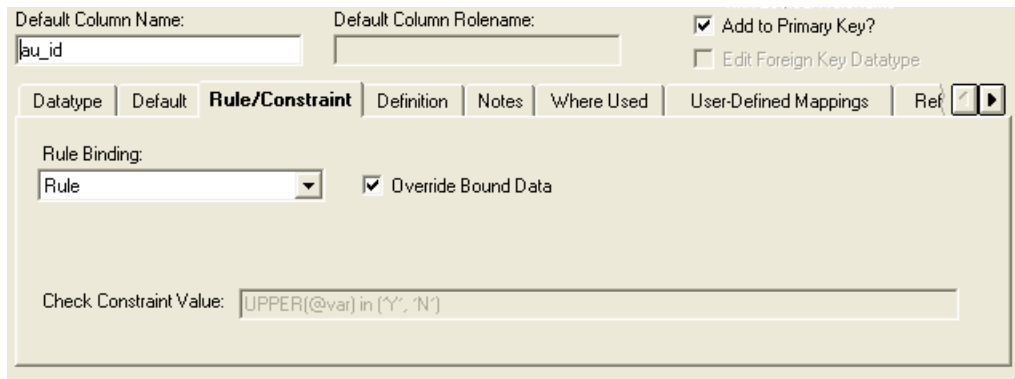 Default Column Name:
Default Column Rolename:
Add to Primary Key?
au_id
Edit Foreign Key Datatype
Datatype
Default
Rule/Constraint
Definition
Notes
Where Used
User-Defined Mappings
Ref
Rule Binding:
Rule
Override Bound Data
Check Constraint Value:
UPPER(@var) in ('Y', 'N')